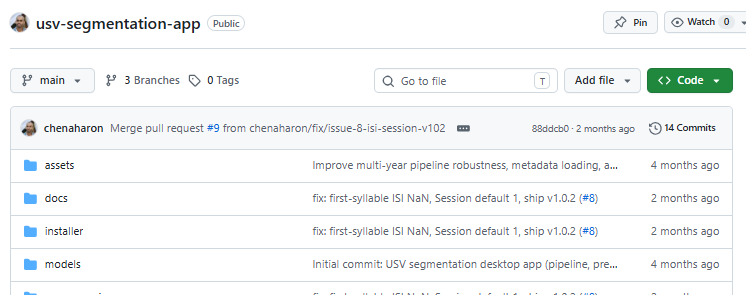 usv-segmentation-app Public Pin Watch 0
main 3 Branches 0 Tags Go to file T Add file <> Code
chenaharon Merge pull request #9 from chenaharon/fix/issue-8-isi-session-v102 88ddcb0 · 2 months ago 14 Commits
assets Improve multi-year pipeline robustness, metadata loading, a... 4 months ago
docs fix: first-syllable ISI NaN, Session default 1, ship v1.0.2 (#8) 2 months ago
installer fix: first-syllable ISI NaN, Session default 1, ship v1.0.2 (#8) 2 months ago
models Initial commit: USV segmentation desktop app (pipeline, pre... 4 months ago